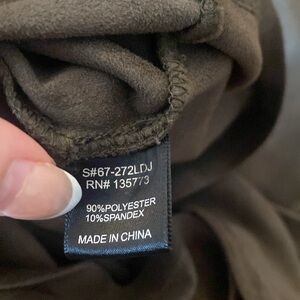 S#67-272LDJ
RN# 135773
90%POLYESTER
10%SPANDEX
MADE IN CHINA